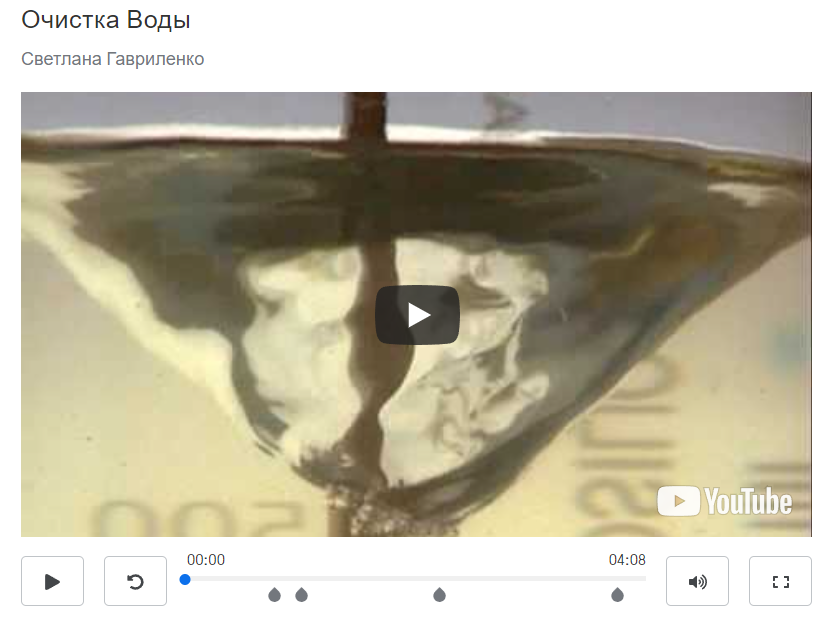 Очистка Воды
Светлана Гавриленко
YouTube
00:00
04:08